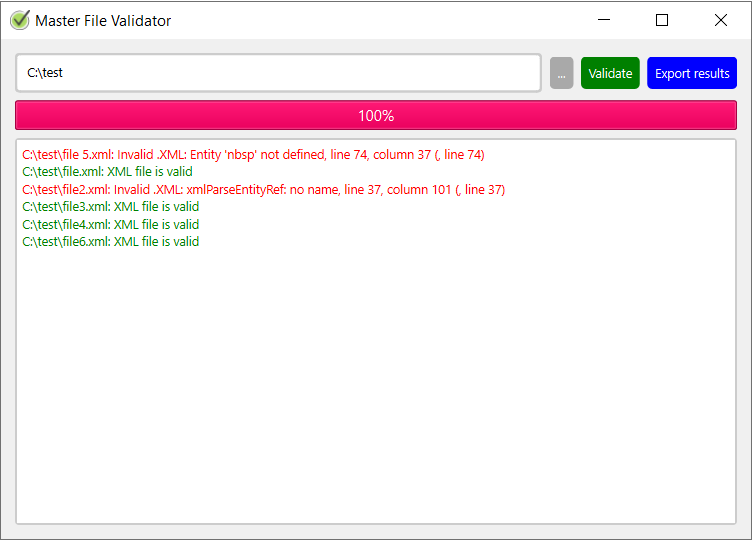 Master File Validator
C:\test
...
Validate
Export results
100%
C:\test\file 5.xml: Invalid .XML: Entity 'nbsp' not defined, line 74, column 37 (, line 74)
C:\test\file.xml: XML file is valid
C:\test\file2.xml: Invalid .XML: xmlParseEntityRef: no name, line 37, column 101 (, line 37)
C:\test\file3.xml: XML file is valid
C:\test\file4.xml: XML file is valid
C:\test\file6.xml: XML file is valid